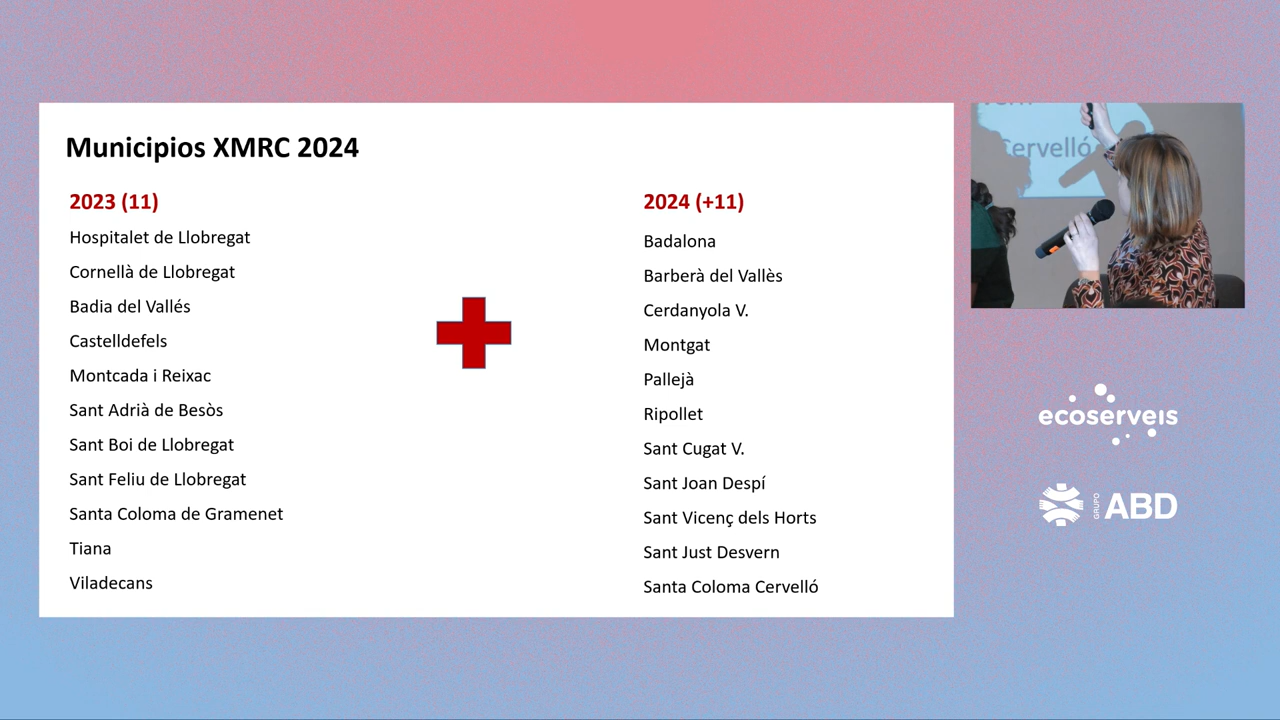 Municipios XMRC 2024
2023 (11)
Hospitalet de Llobregat
Cornellà de Llobregat
Badia del Vallés
Castelldefels
Montcada i Reixac
Sant Adrià de Besòs
Sant Boi de Llobregat
Sant Feliu de Llobregat
Santa Coloma de Gramenet
Tiana
Viladecans
2024 (+11)
Badalona
Barberà del Vallès
Cerdanyola V.
Montgat
Pallejà
Ripollet
Sant Cugat V.
Sant Joan Despí
Sant Vicenç dels Horts
Sant Just Desvern
Santa Coloma Cervelló
Cervelló
ecoserveis
GRUPO ABD